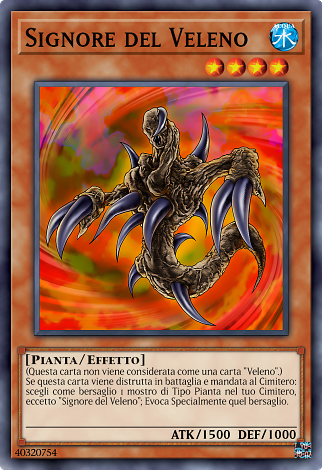 Signore del Veleno
ACQUA
水
[Pianta/Effetto]
(Questa carta non viene considerata come una carta "Veleno".)
Se questa carta viene distrutta in battaglia e mandata al Cimitero:
scegli come bersaglio 1 mostro di Tipo Pianta nel tuo Cimitero,
eccetto "Signore del Veleno"; Evoca Specialmente quel bersaglio.
ATK/1500 DEF/1000
40320754